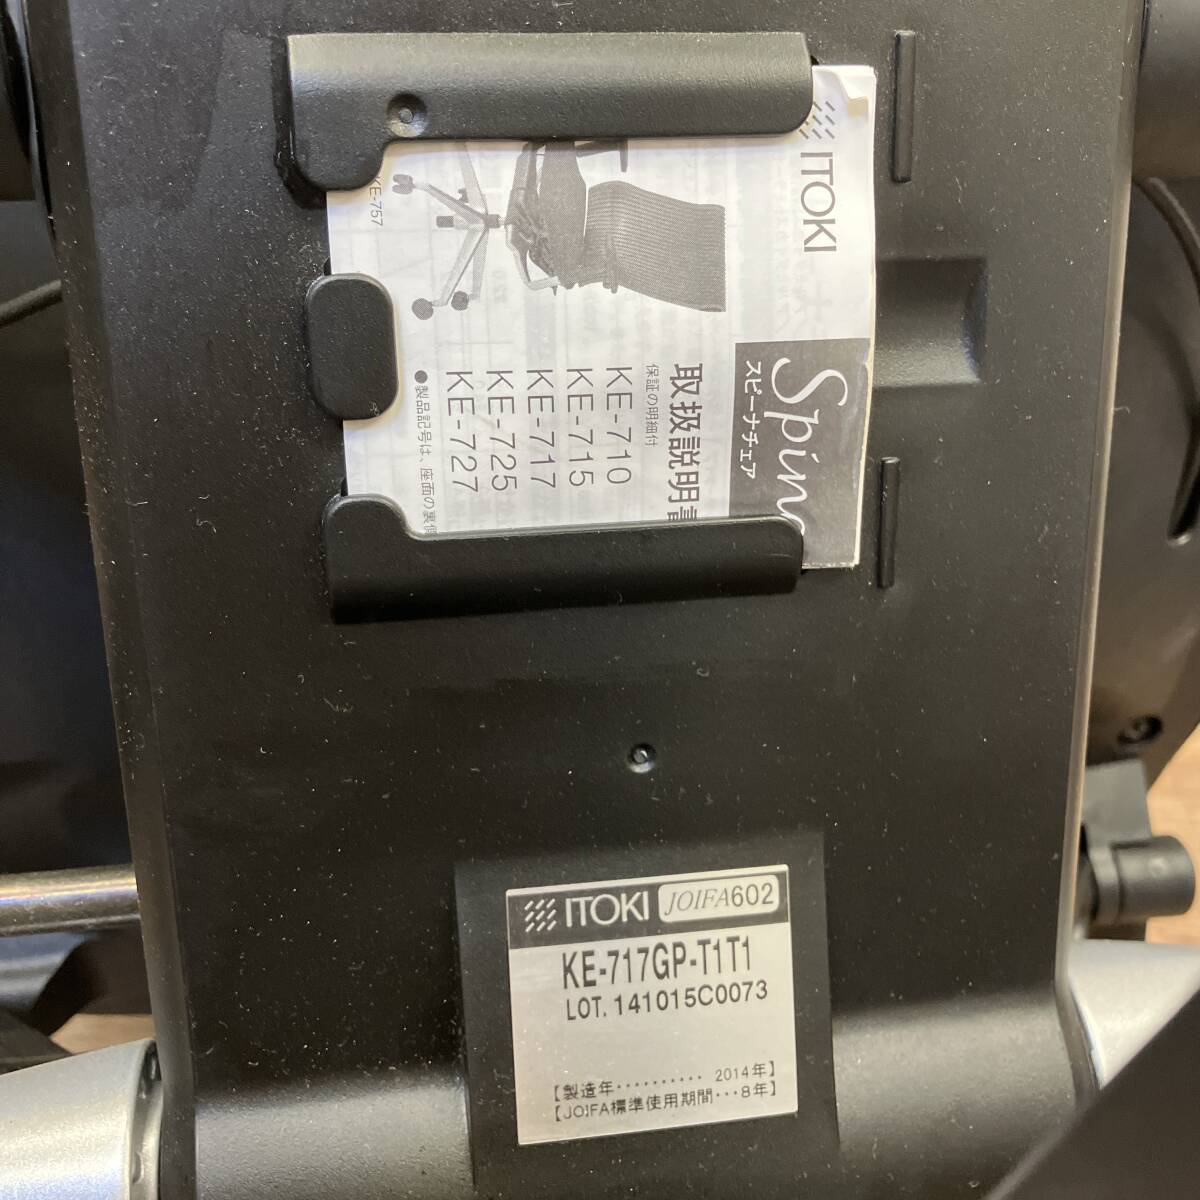 ITOKI
Spin
スピーナチェア
取扱説明
保証の明細付
KE-710
KE-715
KE-717
KE-725
KE-727
●製品記号は、座面の裏
KE-757
ITOKI JOIFA602
KE-717GP-T1T1
LOT. 141015C0073
【製造年・・・・・・・・・・ 2014年】
【JOIFA標準使用期間・・・8年】